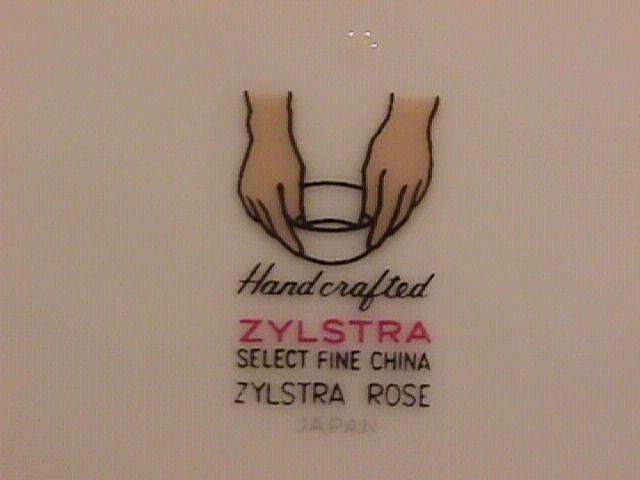 Handcrafted
ZYLSTRA
SELECT FINE CHINA
ZYLSTRA ROSE
JAPAN